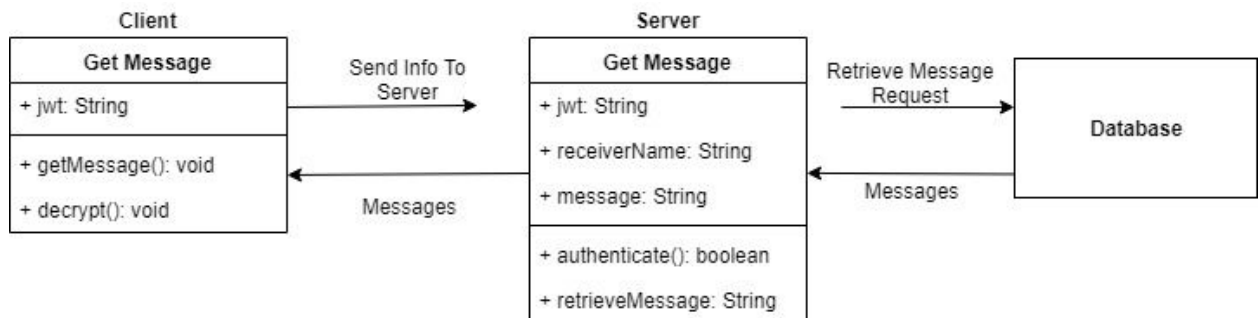 Client
Get Message
+ jwt: String
+ getMessage(): void
+ decrypt(): void
Send Info To
Server
Messages
Server
Get Message
+ jwt: String
+ receiverName: String
+ message: String
+ authenticate(): boolean
+ retrieveMessage: String
Retrieve Message
Request
Messages
Database